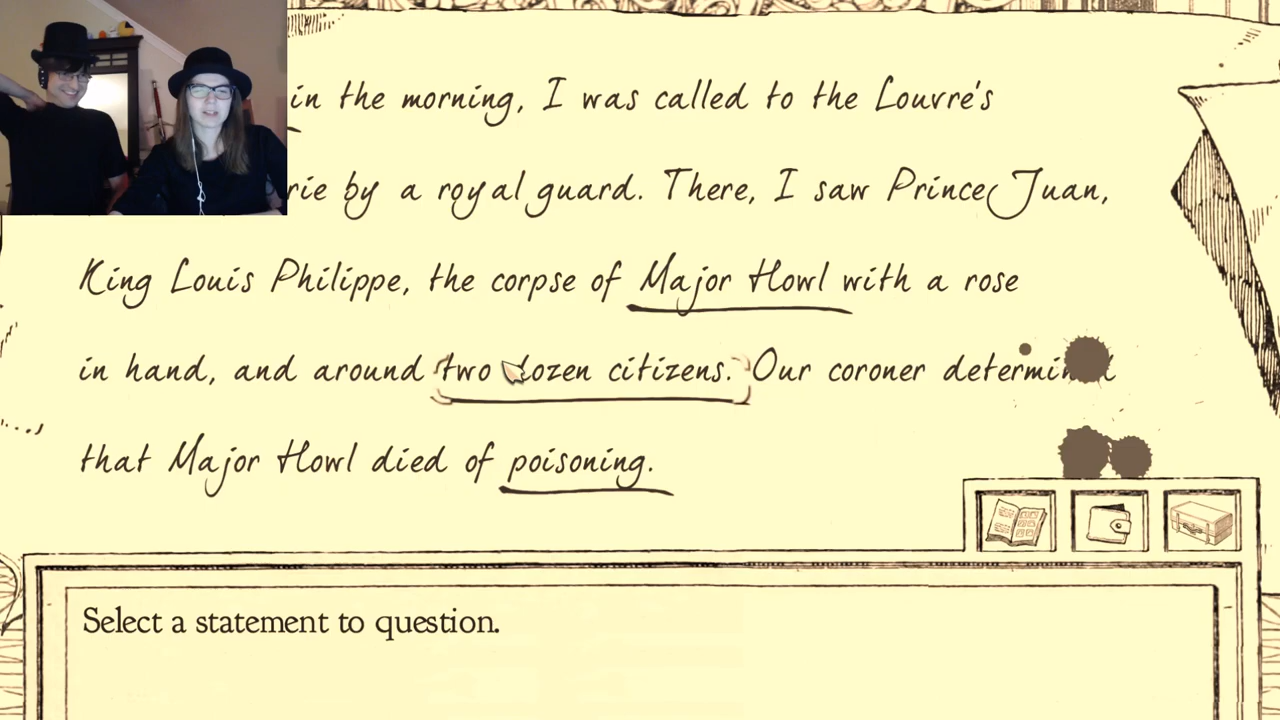 in the morning, I was called to the Louvre's
by a royal guard. There, I saw Prince Juan,
King Louis Philippe, the corpse of Major Howl with a rose
in hand, and around two dozen citizens. Our coroner determined
that Major Howl died of poisoning.
Select a statement to question.